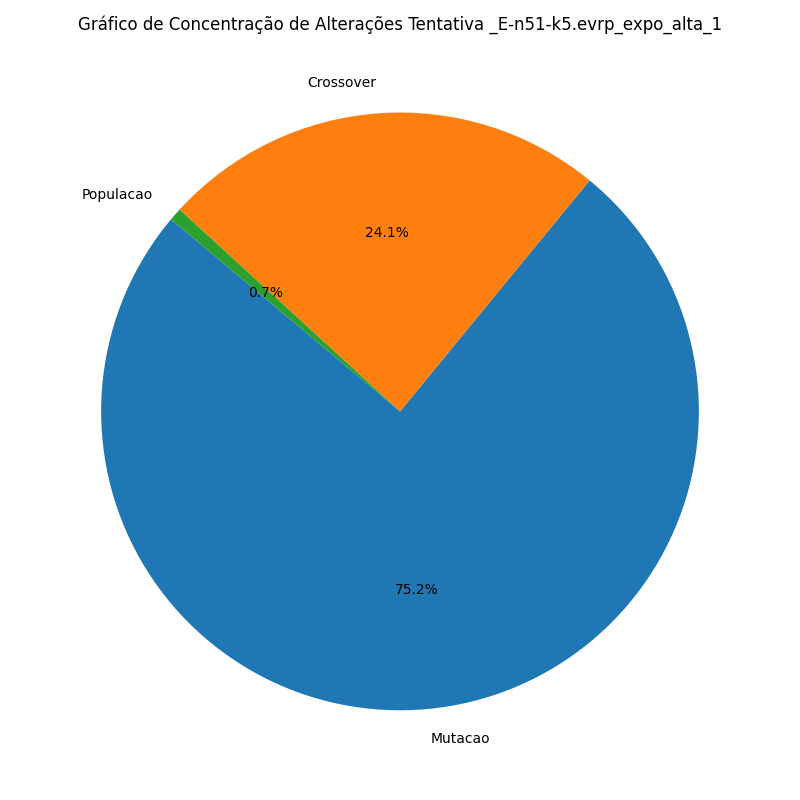 Gráfico de Concentração de Alterações Tentativa _E-n51-k5.evrp_expo_alta_1
Crossover
Populacao
24.1%
0.7%
75.2%
Mutacao